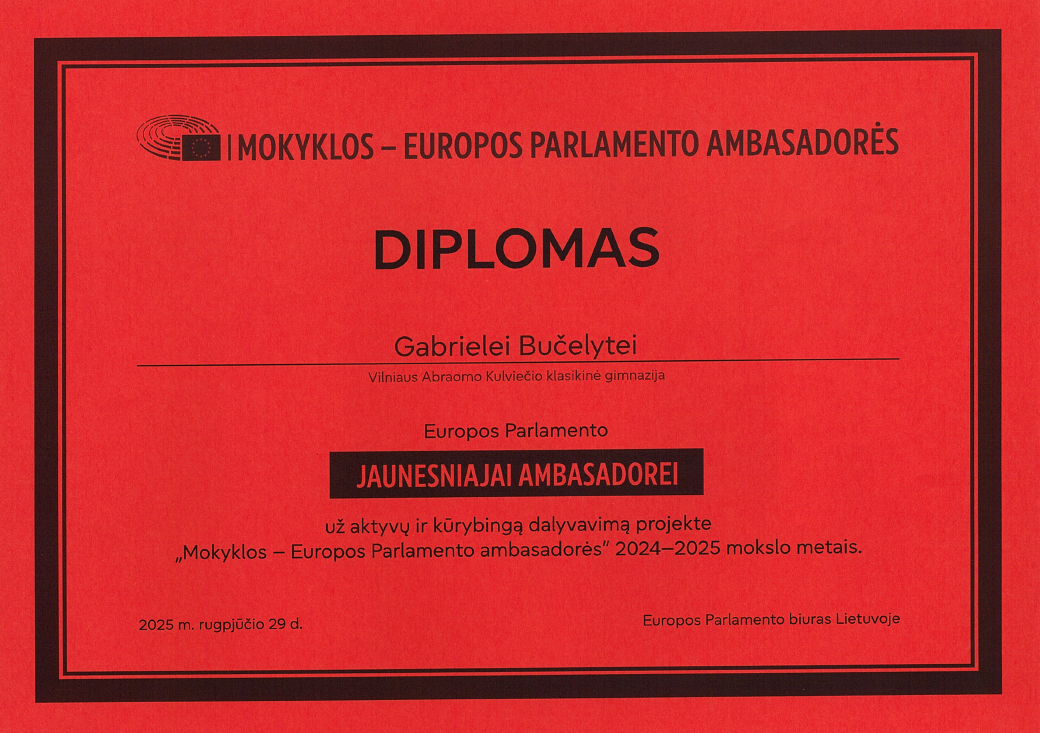 MOKYKLOS – EUROPOS PARLAMENTO AMBASADORĖS
DIPLOMAS
Gabrielei Bučelytei
Vilniaus Abraomo Kulviečio klasikinė gimnazija
Europos Parlamento
JAUNESNIAJAI AMBASADOREI
už aktyvų ir kūrybingą dalyvavimą projekte
„Mokyklos – Europos Parlamento ambasadorės“ 2024–2025 mokslo metais.
2025 m. rugpjūčio 29 d.
Europos Parlamento biuras Lietuvoje